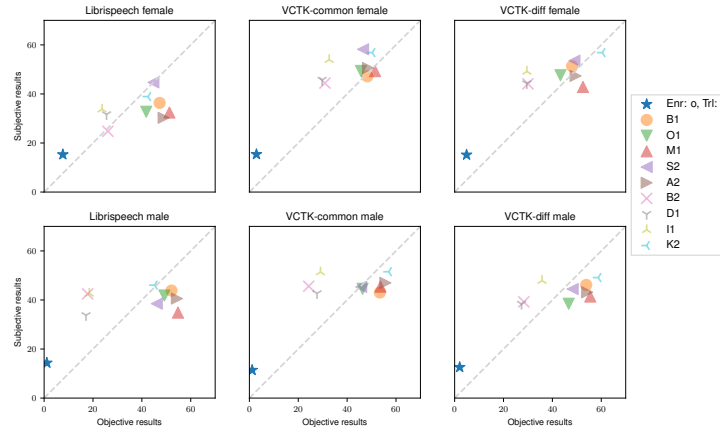 Librispeech female
VCTK-common female
VCTK-diff female
Subjective results
60
40
20
0
Enr: o, Trl:
B1
O1
M1
S2
A2
B2
D1
I1
K2
Librispeech male
VCTK-common male
VCTK-diff male
Subjective results
60
40
20
0
0 20 40 60
0 20 40 60
0 20 40 60
Objective results
Objective results
Objective results